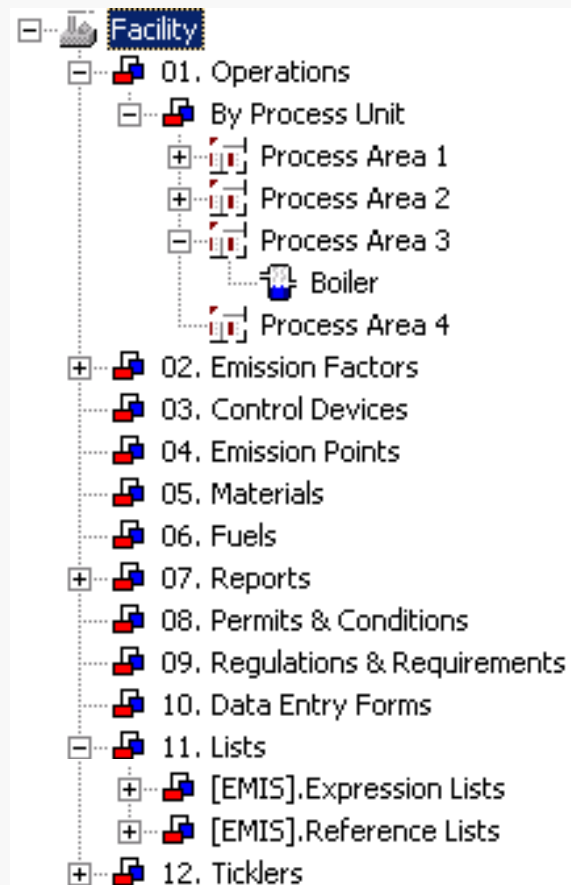 Facility
01. Operations
By Process Unit
Process Area 1
Process Area 2
Process Area 3
Boiler
Process Area 4
02. Emission Factors
03. Control Devices
04. Emission Points
05. Materials
06. Fuels
07. Reports
08. Permits & Conditions
09. Regulations & Requirements
10. Data Entry Forms
11. Lists
[EMIS].Expression Lists
[EMIS].Reference Lists
12. Ticklers